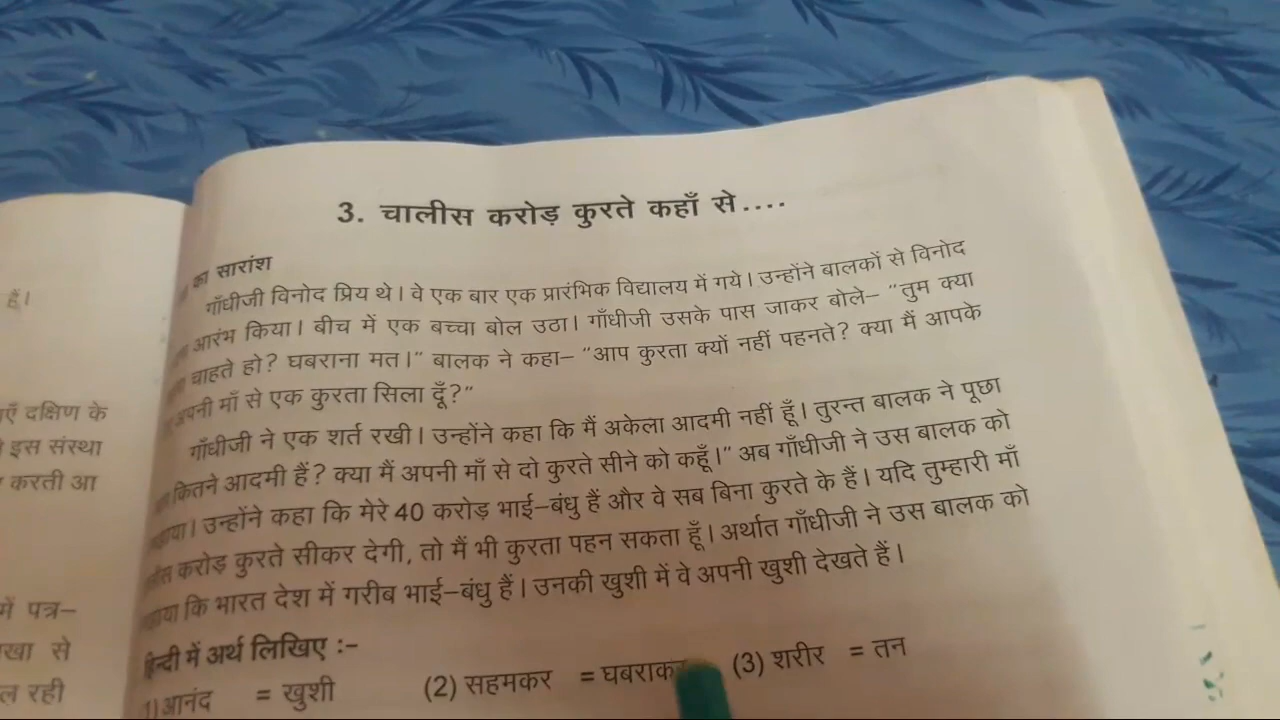 3. चालीस करोड़ कुरते कहाँ से....
का सारांश
गाँधीजी विनोद प्रिय थे। वे एक बार एक प्रारंभिक विद्यालय में गये। उन्होंने बालकों से विनोद
आरंभ किया। बीच में एक बच्चा बोल उठा। गाँधीजी उसके पास जाकर बोले– "तुम क्या
चाहते हो? घबराना मत।" बालक ने कहा– "आप कुरता क्यों नहीं पहनते? क्या मैं आपके
अपनी माँ से एक कुरता सिला दूँ?"
गाँधीजी ने एक शर्त रखी। उन्होंने कहा कि मैं अकेला आदमी नहीं हूँ। तुरन्त बालक ने पूछा
कितने आदमी हैं? क्या मैं अपनी माँ से दो कुरते सीने को कहूँ।" अब गाँधीजी ने उस बालक को
उन्होंने कहा कि मेरे 40 करोड़ भाई–बंधु हैं और वे सब बिना कुरते के हैं। यदि तुम्हारी माँ
करोड़ कुरते सीकर देगी, तो मैं भी कुरता पहन सकता हूँ। अर्थात गाँधीजी ने उस बालक को
कि भारत देश में गरीब भाई–बंधु हैं। उनकी खुशी में वे अपनी खुशी देखते हैं।
हिन्दी में अर्थ लिखिए :–
1) आनंद = खुशी (2) सहमकर = घबराकर (3) शरीर = तन
हैं।
दक्षिण के
इस संस्था
करती आ
में पत्र–
से
रही